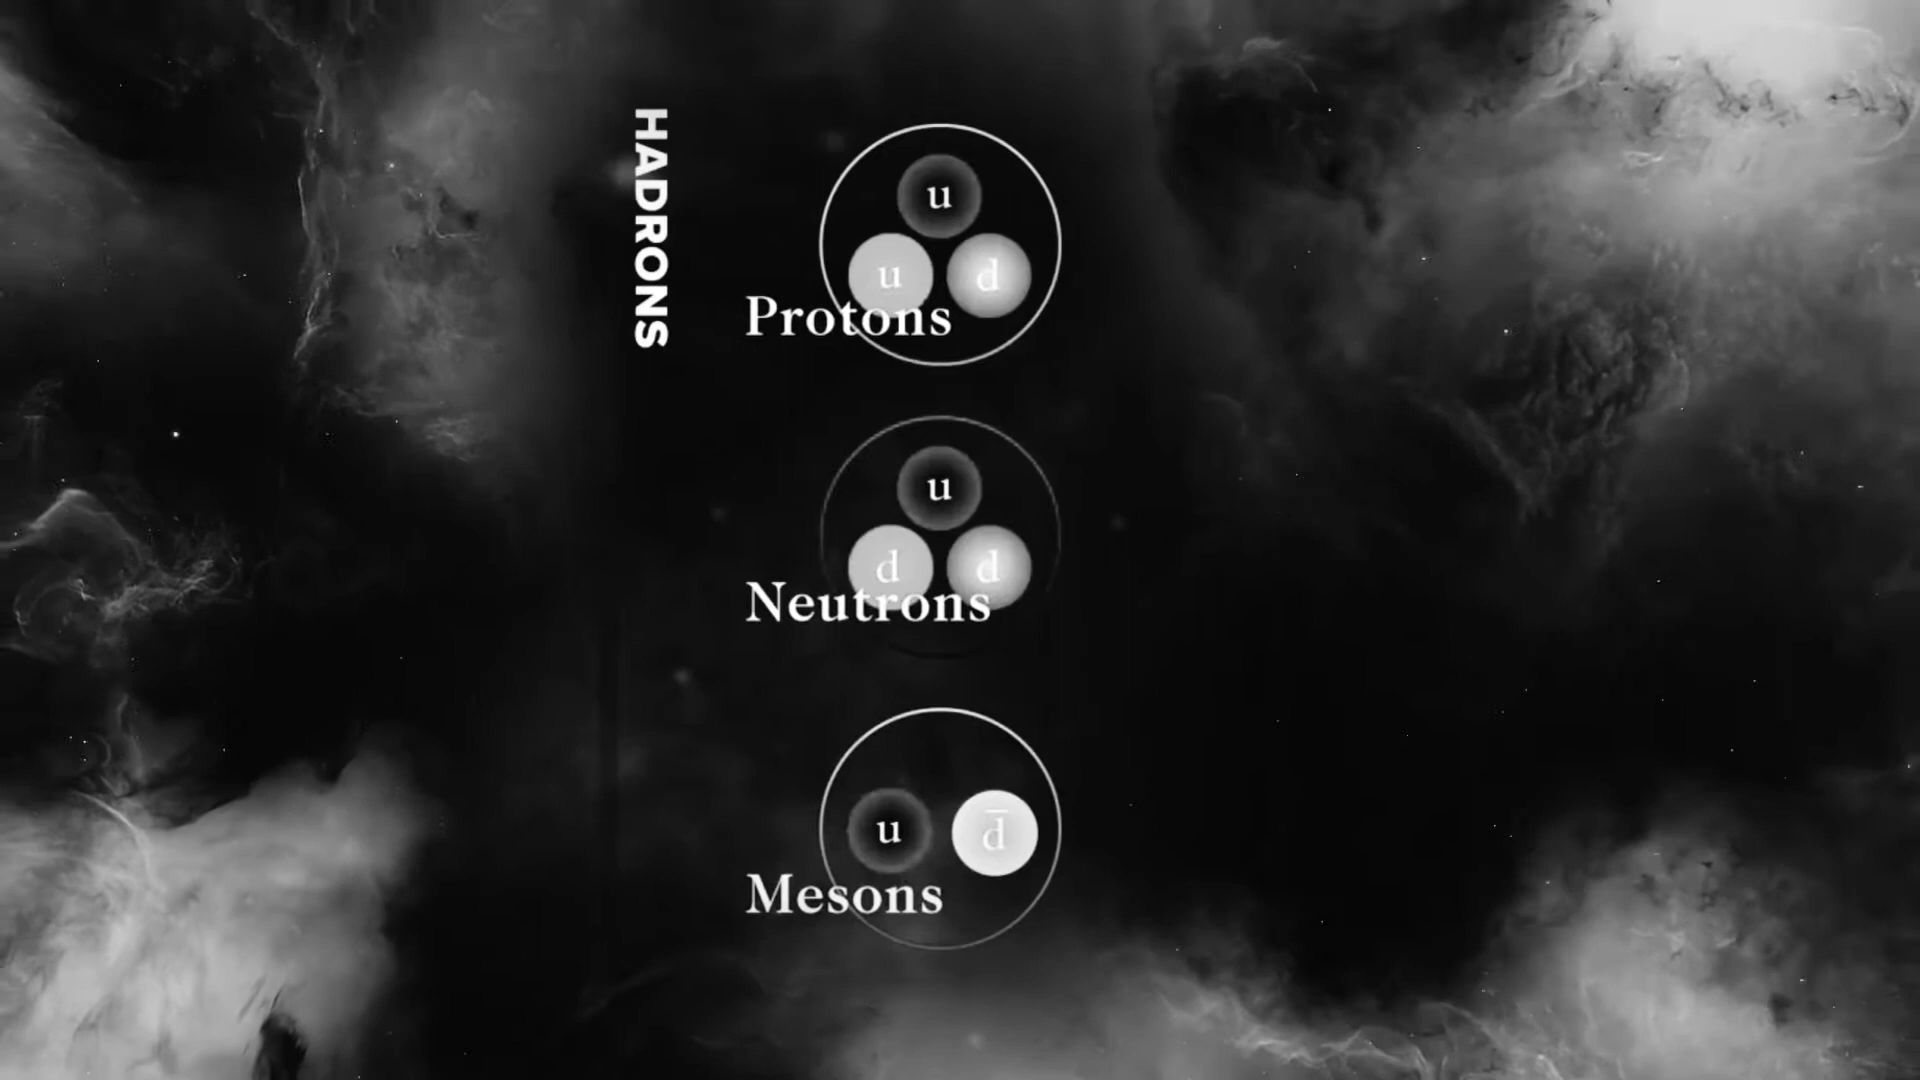 HADRONS
u
u d
Protons
u
d d
Neutrons
u d̄
Mesons